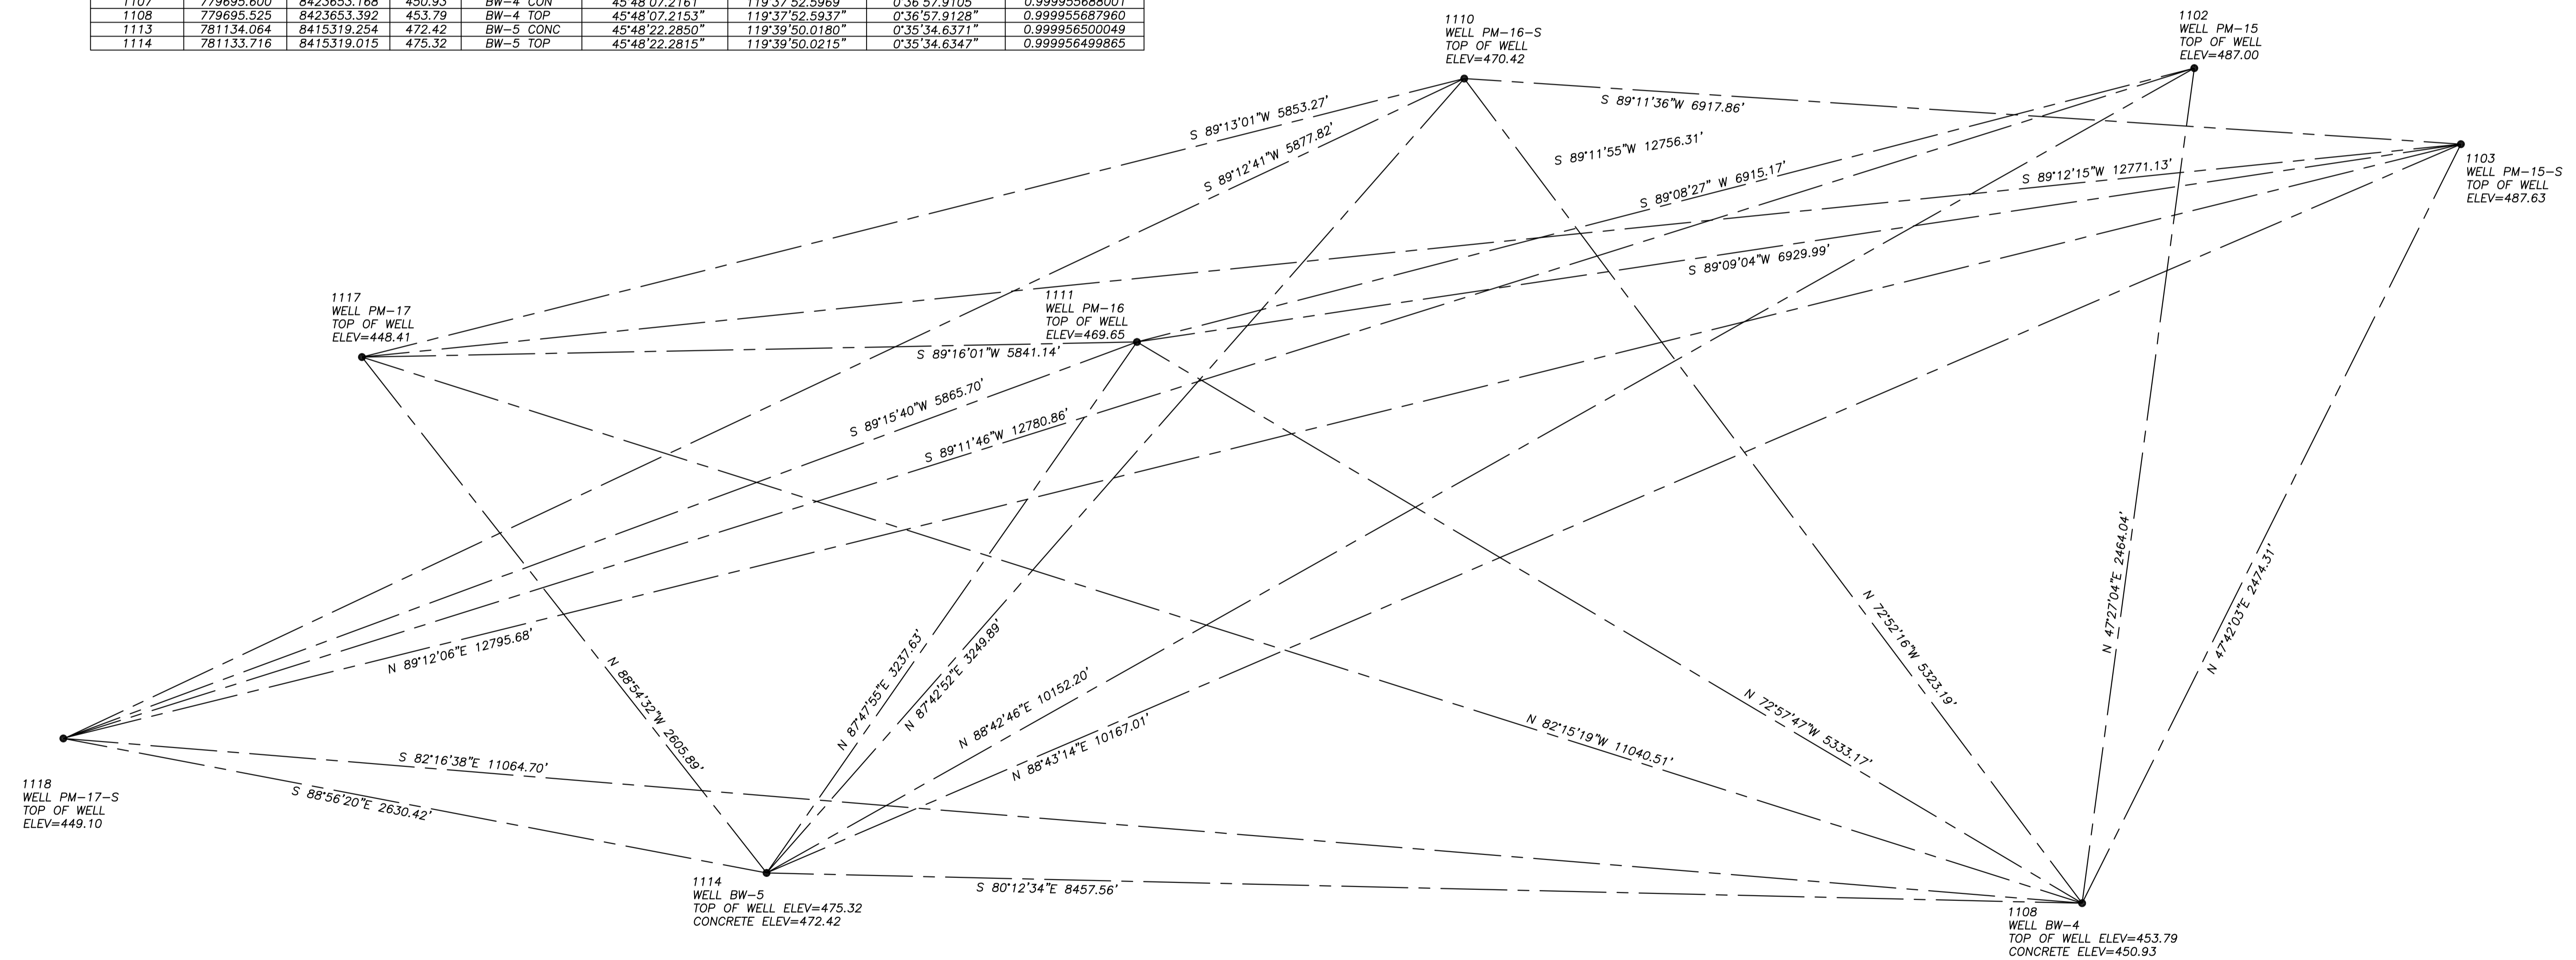 1107 779695.600 8423653.168 450.93 BW-4 CON 45°48'07.2161" 119°37'52.5969" 0°36'57.9105" 0.999955688001
1108 779695.525 8423653.392 453.79 BW-4 TOP 45°48'07.2153" 119°37'52.5937" 0°36'57.9128" 0.999955687960
1113 781134.064 8415319.254 472.42 BW-5 CONC 45°48'22.2850" 119°39'50.0180" 0°35'34.6371" 0.999956500049
1114 781133.716 8415319.015 475.32 BW-5 TOP 45°48'22.2815" 119°39'50.0215" 0°35'34.6347" 0.999956499865
1110
WELL PM-16-S
TOP OF WELL
ELEV=470.42
1102
WELL PM-15
TOP OF WELL
ELEV=487.00
S 89°13'01"W 5853.27'
S 89°12'41"W 5877.82'
S 89°11'36"W 6917.86'
S 89°11'55"W 12756.31'
S 89°08'27" W 6915.17'
S 89°12'15"W 12771.13'
1103
WELL PM-15-S
TOP OF WELL
ELEV=487.63
S 89°09'04"W 6929.99'
1117
WELL PM-17
TOP OF WELL
ELEV=448.41
1111
WELL PM-16
TOP OF WELL
ELEV=469.65
S 89°16'01"W 5841.14'
S 89°15'40"W 5865.70'
S 89°11'46"W 12780.86'
N 89°12'06"E 12795.68'
N 88°54'32"W 2605.89'
N 87°47'55"E 3237.63'
N 87°42'52"E 3249.89'
N 88°42'46"E 10152.20'
N 88°43'14"E 10167.01'
N 72°52'16"W 5323.19'
N 72°57'47"W 5333.17'
N 82°15'19"W 11040.51'
N 47°27'04"E 2464.04'
N 47°42'03"E 2474.31'
S 82°16'38"E 11064.70'
S 88°56'20"E 2630.42'
1118
WELL PM-17-S
TOP OF WELL
ELEV=449.10
S 80°12'34"E 8457.56'
1114
WELL BW-5
TOP OF WELL ELEV=475.32
CONCRETE ELEV=472.42
1108
WELL BW-4
TOP OF WELL ELEV=453.79
CONCRETE ELEV=450.93